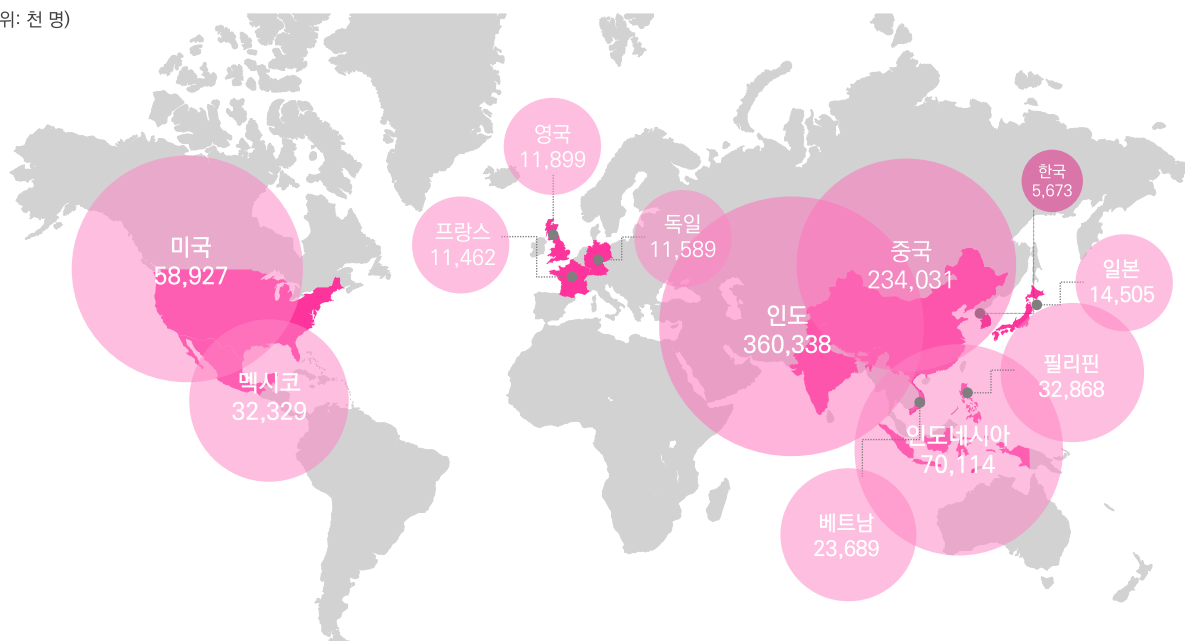 위: 천 명)
영국
11,899
한국
5,673
프랑스
11,462
독일
11,589
미국
58,927
중국
234,031
일본
14,505
인도
360,338
멕시코
32,329
필리핀
32,868
인도네시아
70,114
베트남
23,689